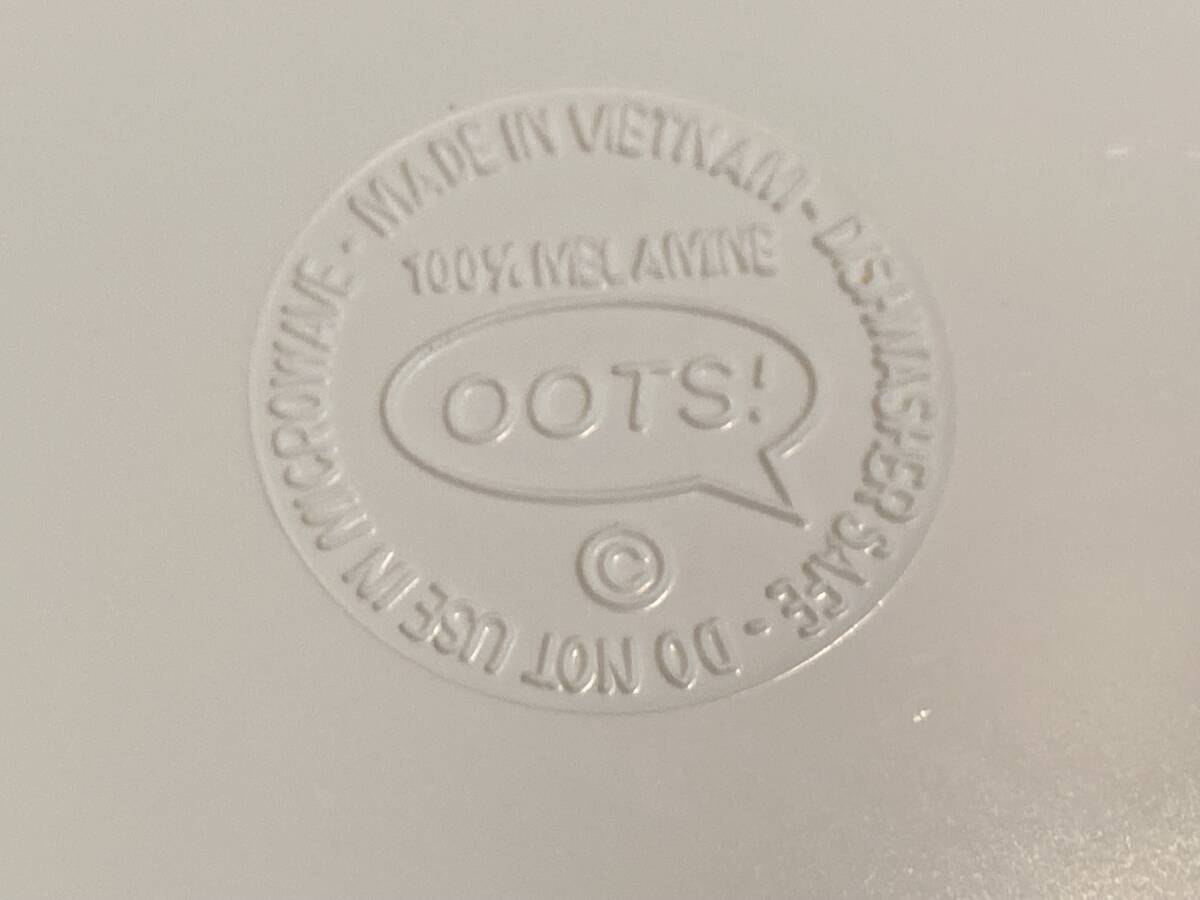 MADE IN VIETNAM - DISHWASHER SAFE - DO NOT USE IN MICROWAVE -
100% MELAMINE
OOTS!
©